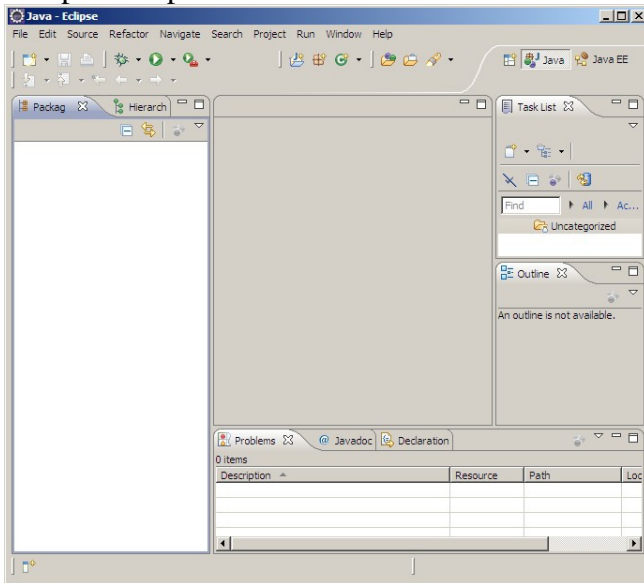 Java - Eclipse
File Edit Source Refactor Navigate Search Project Run Window Help
Java Java EE
Packag Hierarch
Task List
Find All Ac...
Uncategorized
Outline
An outline is not available.
Problems @ Javadoc Declaration
0 items
Description Resource Path Loc